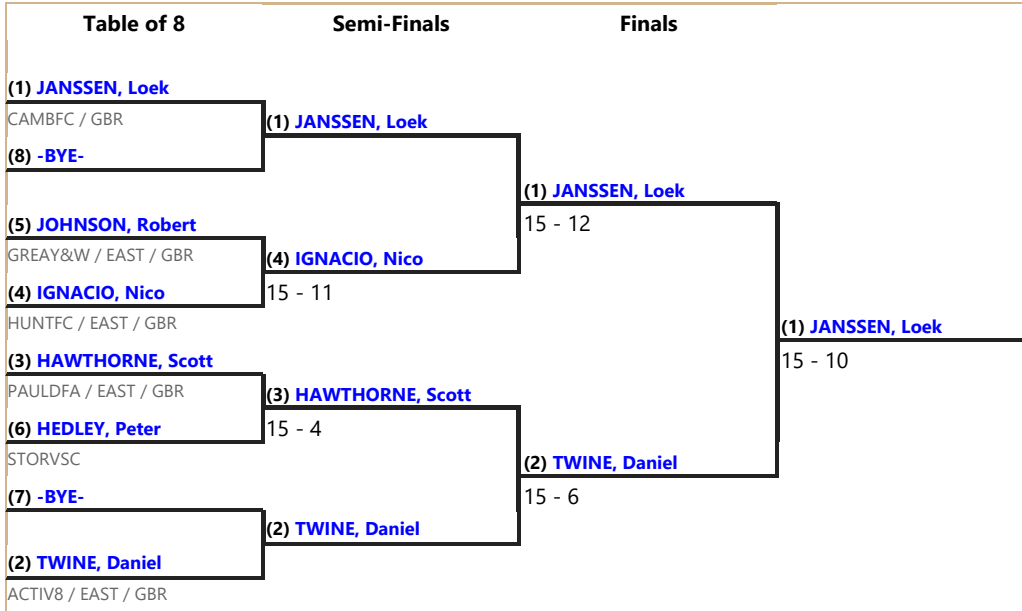 Table of 8
Semi-Finals
Finals
(1) JANSSEN, Loek
CAMBFC / GBR
(8) -BYE-
(5) JOHNSON, Robert
GREAY&W / EAST / GBR
(4) IGNACIO, Nico
HUNTFC / EAST / GBR
(3) HAWTHORNE, Scott
PAULDFA / EAST / GBR
(6) HEDLEY, Peter
STORVSC
(7) -BYE-
(2) TWINE, Daniel
ACTIV8 / EAST / GBR
(1) JANSSEN, Loek
(4) IGNACIO, Nico
15 - 11
(3) HAWTHORNE, Scott
15 - 4
(2) TWINE, Daniel
(1) JANSSEN, Loek
15 - 12
(2) TWINE, Daniel
15 - 6
(1) JANSSEN, Loek
15 - 10